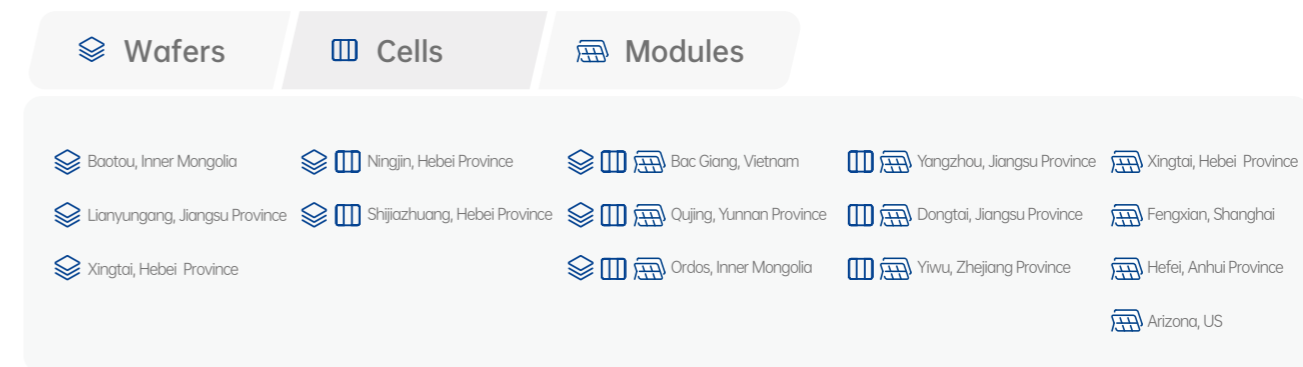 Wafers
Cells
Modules
Baotou, Inner Mongolia
Lianyungang, Jiangsu Province
Xingtai, Hebei Province
Ningjin, Hebei Province
Shijiazhuang, Hebei Province
Bac Giang, Vietnam
Qujing, Yunnan Province
Ordos, Inner Mongolia
Yangzhou, Jiangsu Province
Dongtai, Jiangsu Province
Yiwu, Zhejiang Province
Xingtai, Hebei Province
Fengxian, Shanghai
Hefei, Anhui Province
Arizona, US